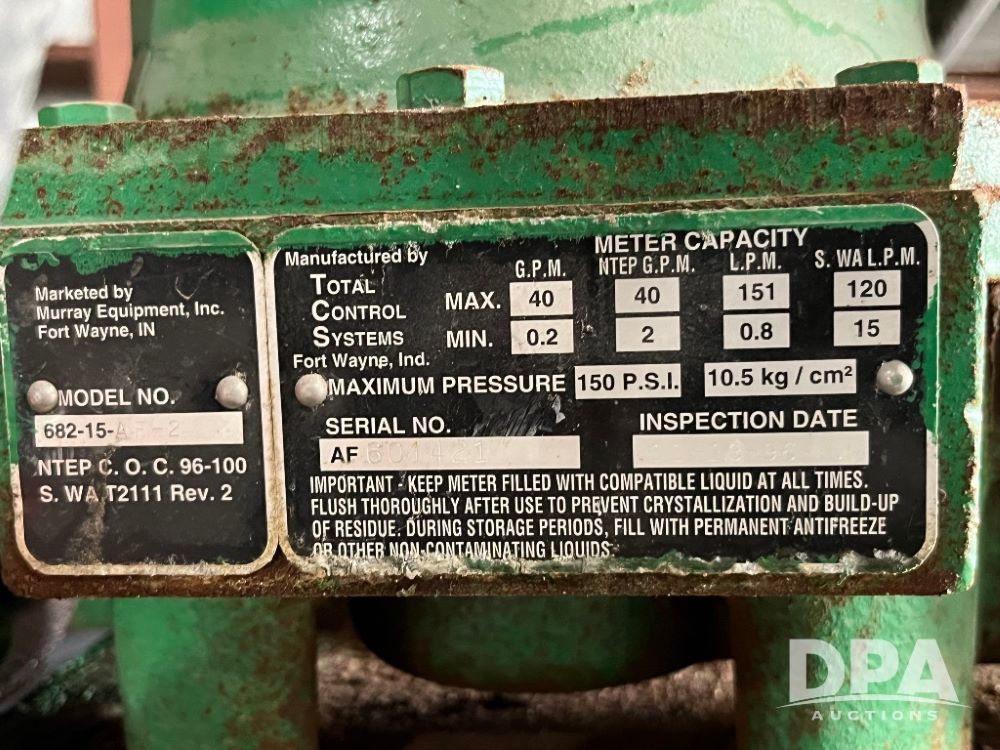 Marketed by
Murray Equipment, Inc.
Fort Wayne, IN
MODEL NO.
682-15-AF-2
NTEP C. O. C. 96-100
S. WA T2111 Rev. 2
Manufactured by
TOTAL
CONTROL
SYSTEMS
Fort Wayne, Ind.
METER CAPACITY
G.P.M. NTEP G.P.M. L.P.M. S. WA L.P.M.
MAX. 40 40 151 120
MIN. 0.2 2 0.8 15
MAXIMUM PRESSURE 150 P.S.I. 10.5 kg / cm²
SERIAL NO. INSPECTION DATE
AF 601421
IMPORTANT - KEEP METER FILLED WITH COMPATIBLE LIQUID AT ALL TIMES.
FLUSH THOROUGHLY AFTER USE TO PREVENT CRYSTALLIZATION AND BUILD-UP
OF RESIDUE. DURING STORAGE PERIODS, FILL WITH PERMANENT ANTIFREEZE
OR OTHER NON-CONTAMINATING LIQUIDS.
DPA
AUCTIONS